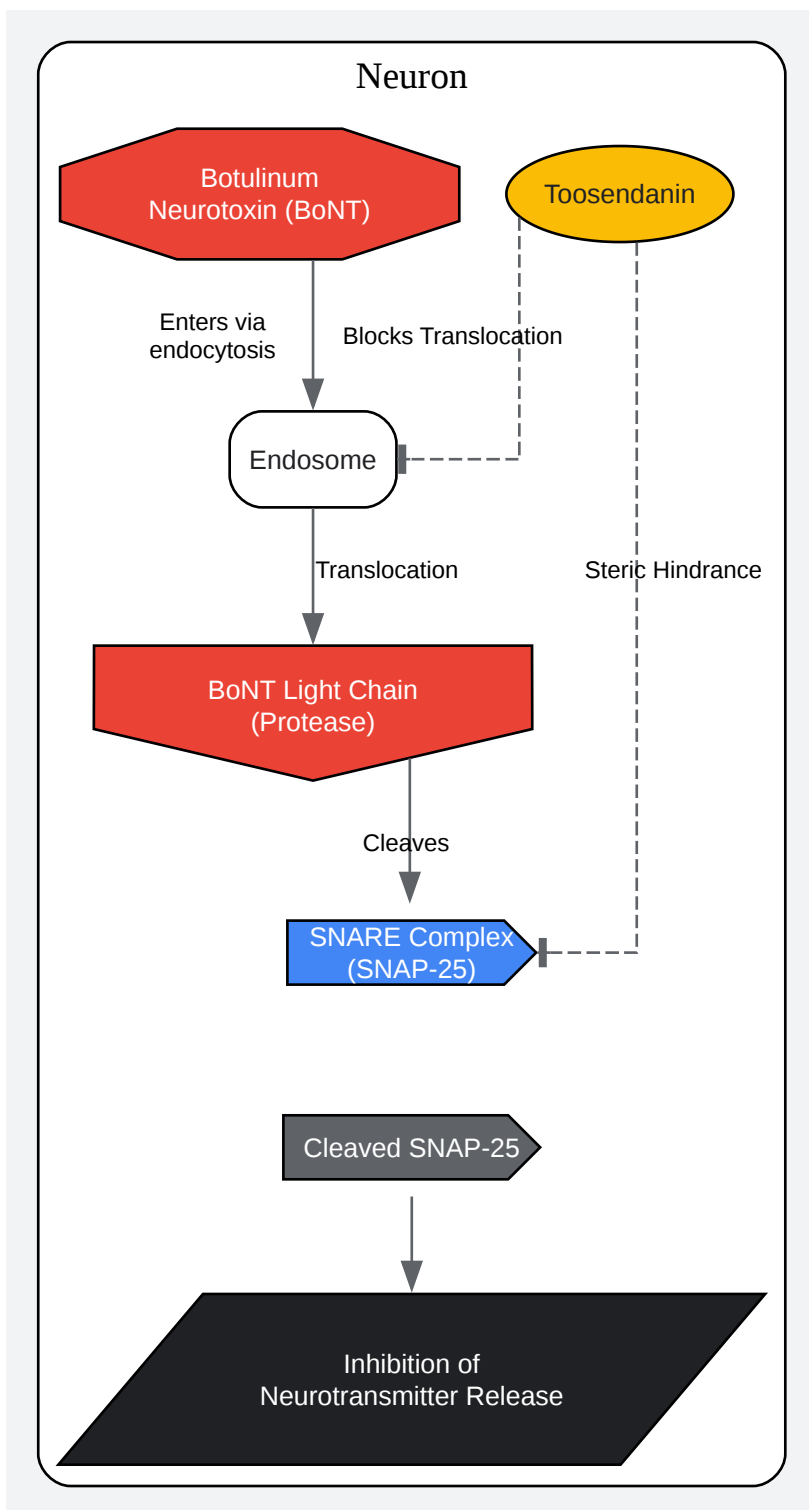 Neuron
Botulinum
Neurotoxin (BoNT)
Toosendanin
Enters via
endocytosis
Blocks Translocation
Endosome
Translocation
Steric Hindrance
BoNT Light Chain
(Protease)
Cleaves
SNARE Complex
(SNAP-25)
Cleaved SNAP-25
Inhibition of
Neurotransmitter Release